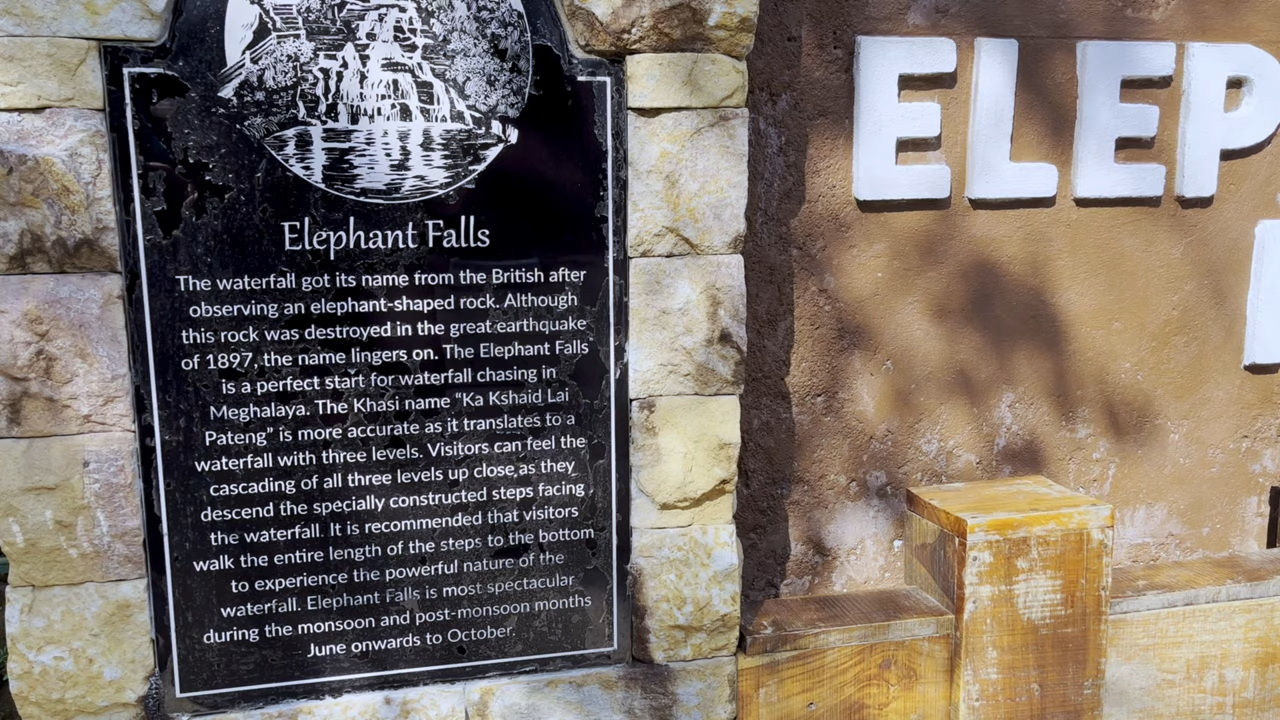 Elephant Falls
The waterfall got its name from the British after
observing an elephant-shaped rock. Although
this rock was destroyed in the great earthquake
of 1897, the name lingers on. The Elephant Falls
is a perfect start for waterfall chasing in
Meghalaya. The Khasi name “Ka Kshaid Lai
Pateng” is more accurate as it translates to a
waterfall with three levels. Visitors can feel the
cascading of all three levels up close,as they
descend the specially constructed steps facing
the waterfall. It is recommended that visitors
walk the entire length of the steps to the bottom
to experience the powerful nature of the
waterfall. Elephant Falls is most spectacular
during the monsoon and post-monsoon months
June onwards to October.
ELEP